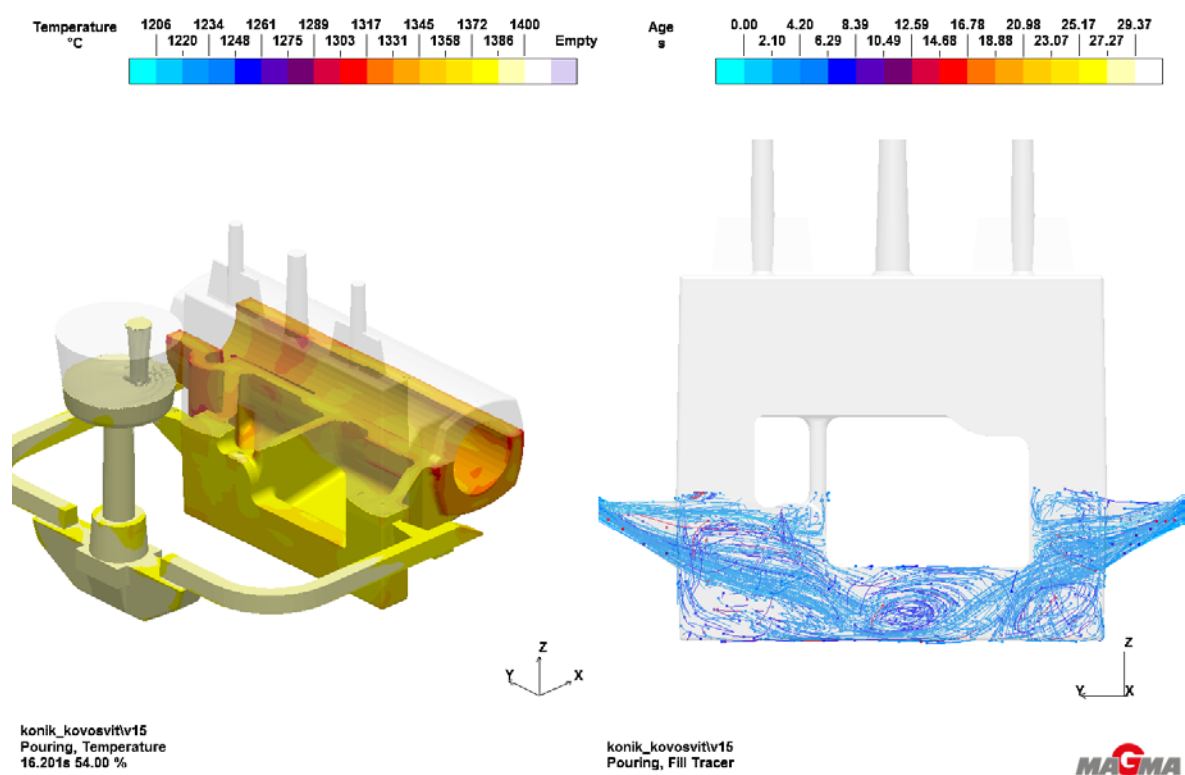 Temperature 1206 1234 1261 1289 1317 1345 1372 1400
°C 1220 1248 1275 1303 1331 1358 1386 Empty
Age 0.00 4.20 8.39 12.59 16.78 20.98 25.17 29.37
s 2.10 6.29 10.49 14.68 18.88 23.07 27.27
Z
Y X
konik_kovosvit\v15
Pouring, Temperature
16.201s 54.00 %
Z
Y X
konik_kovosvit\v15
Pouring, Fill Tracer
MAGMA